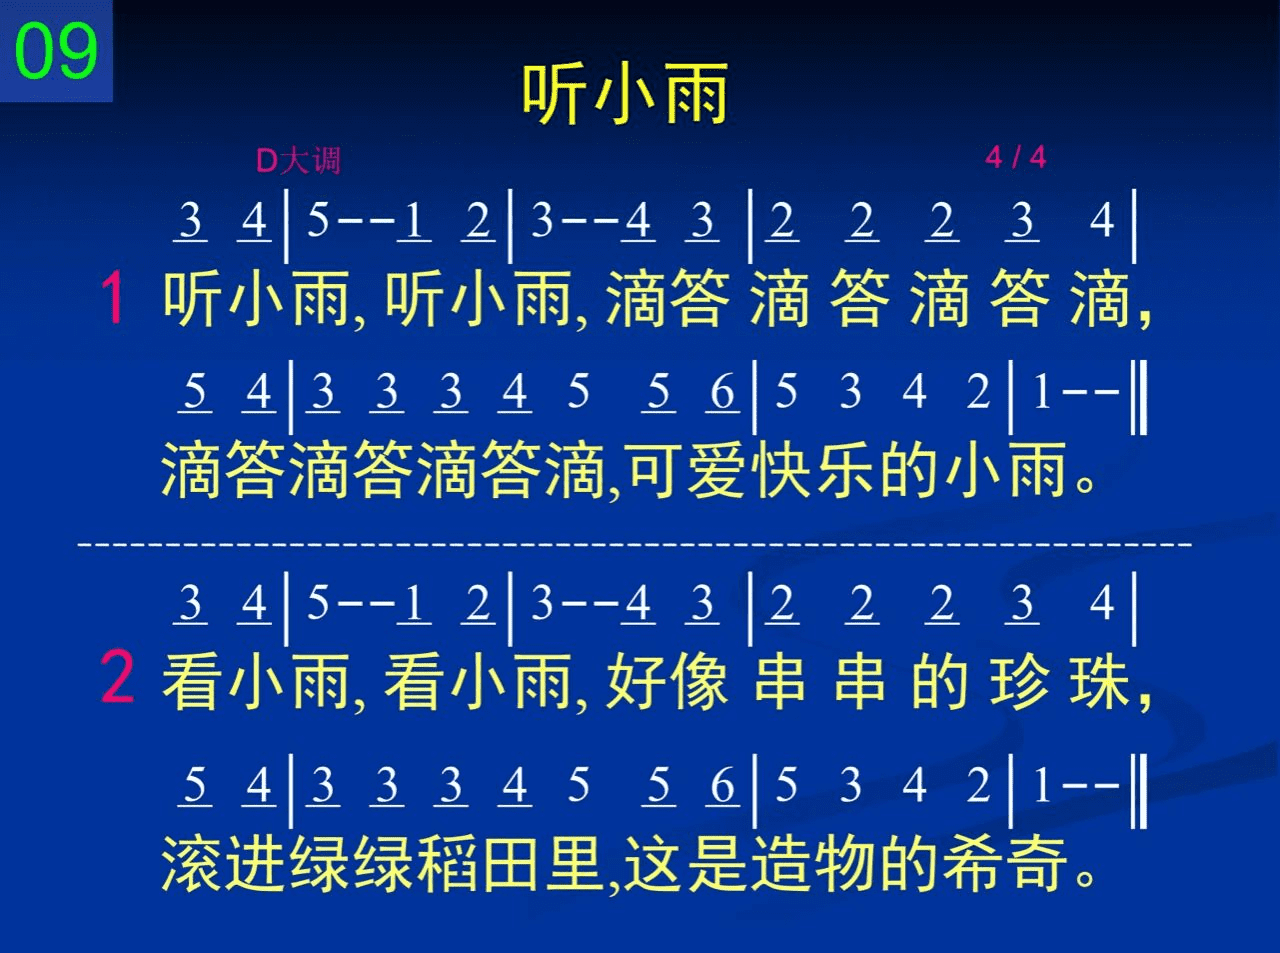 09
听小雨
D大调 4 / 4
3 4|5--1 2|3--4 3|2 2 2 3 4|
1 听小雨, 听小雨, 滴答 滴 答 滴 答 滴，
5 4|3 3 3 4 5 5 6|5 3 4 2|1--‖
滴答滴答滴答滴,可爱快乐的小雨。
3 4|5--1 2|3--4 3|2 2 2 3 4|
2 看小雨, 看小雨, 好像 串 串 的 珍 珠，
5 4|3 3 3 4 5 5 6|5 3 4 2|1--‖
滚进绿绿稻田里,这是造物的希奇。